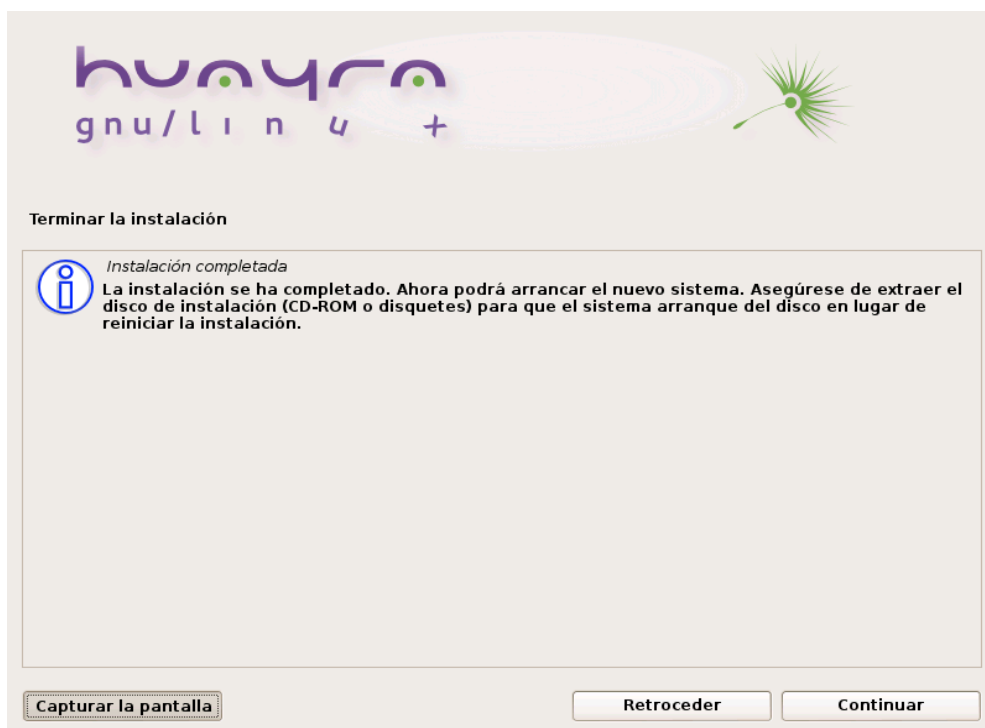 huayra
gnu/linux
Terminar la instalación
Instalación completada
La instalación se ha completado. Ahora podrá arrancar el nuevo sistema. Asegúrese de extraer el
disco de instalación (CD-ROM o disquetes) para que el sistema arranque del disco en lugar de
reiniciar la instalación.
Capturar la pantalla Retroceder Continuar